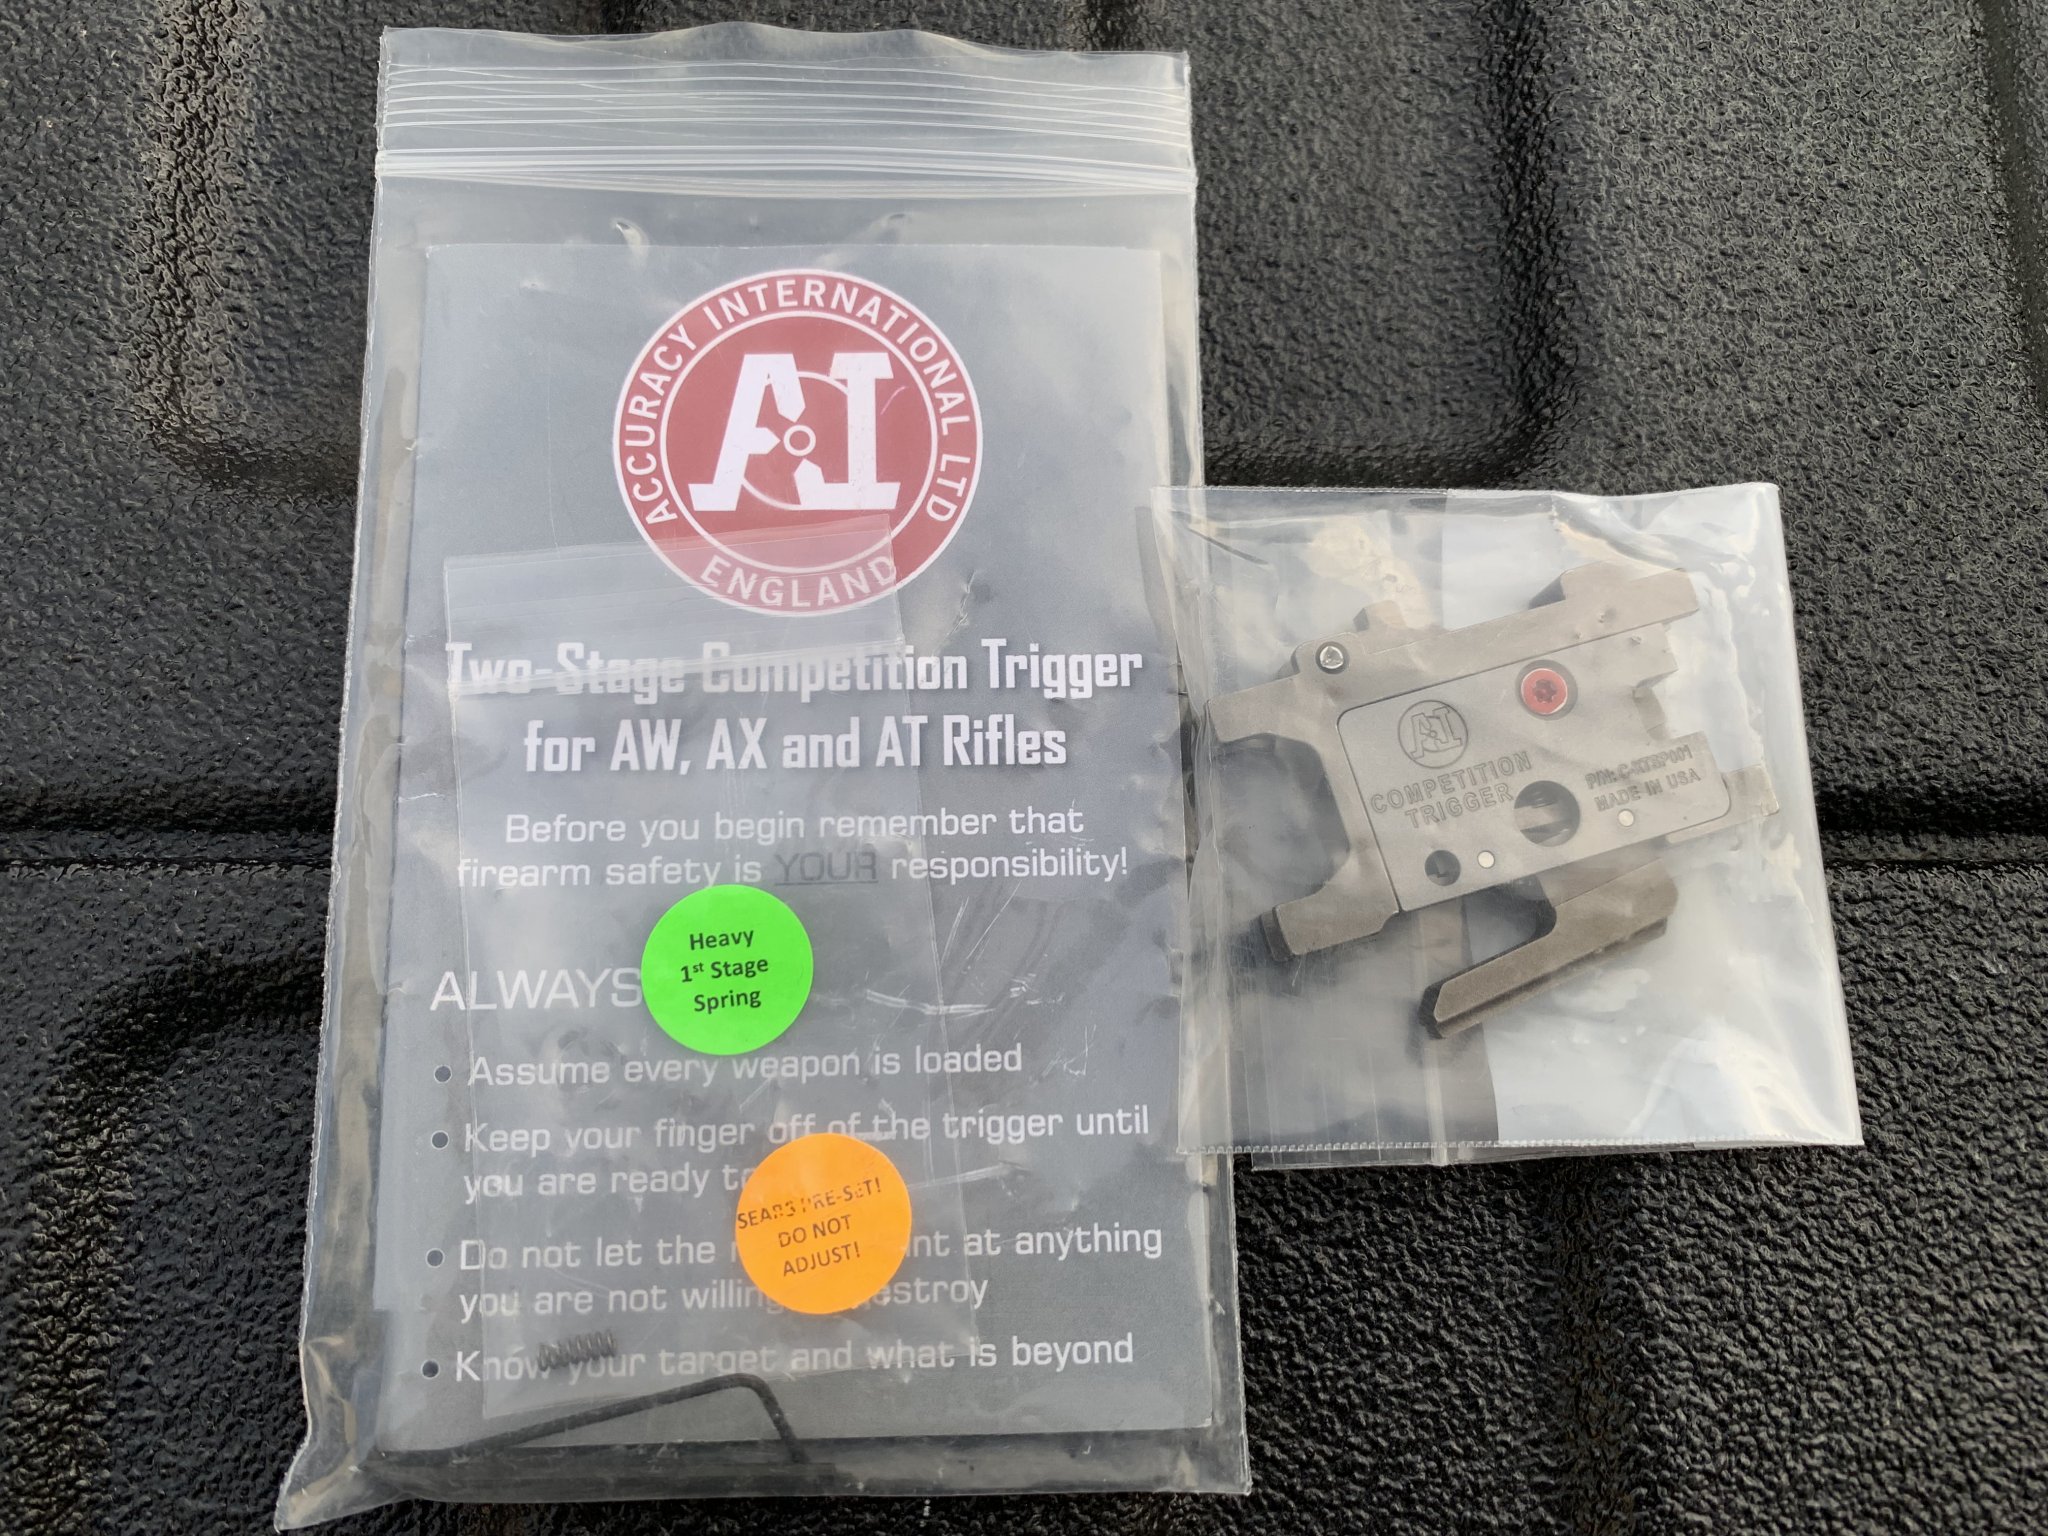 ACCURACY INTERNATIONAL LTD
AI
ENGLAND
Two-Stage Competition Trigger
for AW, AX and AT Rifles
Before you begin remember that
firearm safety is YOUR responsibility!
Heavy
1st Stage
Spring
ALWAYS
• Assume every weapon is loaded
• Keep your finger off of the trigger until
you are ready
SEARS PRE-SET!
DO NOT
ADJUST!
• Do not let the at anything
you are not willing destroy
• Know your target and what is beyond
AI
COMPETITION
TRIGGER
MADE IN USA